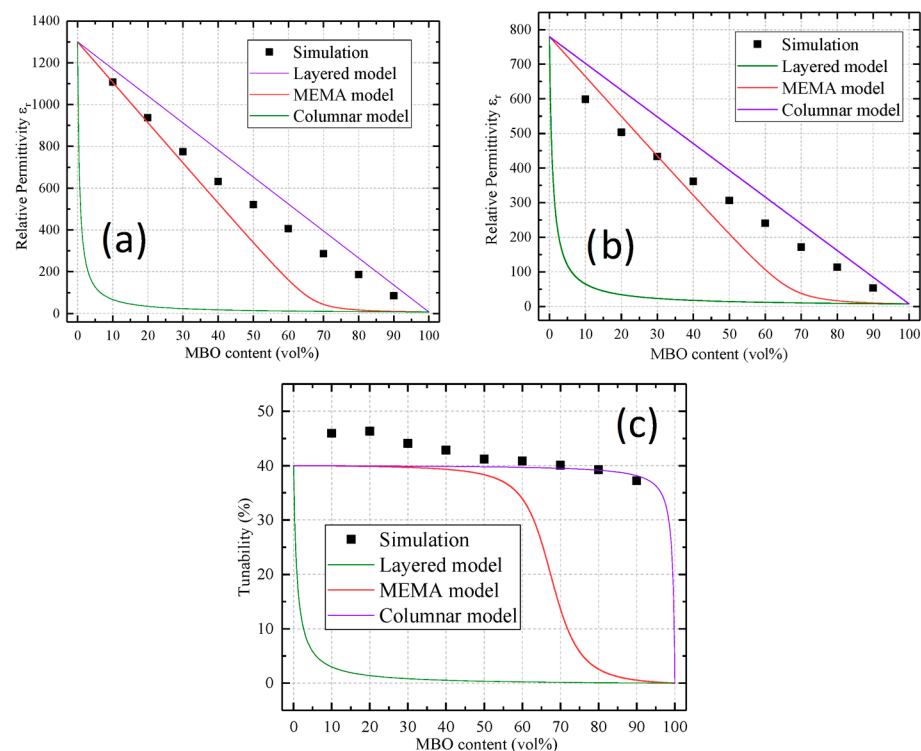 1400
1200
1000
800
600
400
200
0
Relative Permittivity εr
0 10 20 30 40 50 60 70 80 90 100
MBO content (vol%)
Simulation
Layered model
MEMA model
Columnar model
(a)
800
700
600
500
400
300
200
100
0
Relative Permittivity εr
0 10 20 30 40 50 60 70 80 90 100
MBO content (vol%)
Simulation
Layered model
MEMA model
Columnar model
(b)
50
40
30
20
10
0
Tunability (%)
0 10 20 30 40 50 60 70 80 90 100
MBO content (vol%)
Simulation
Layered model
MEMA model
Columnar model
(c)